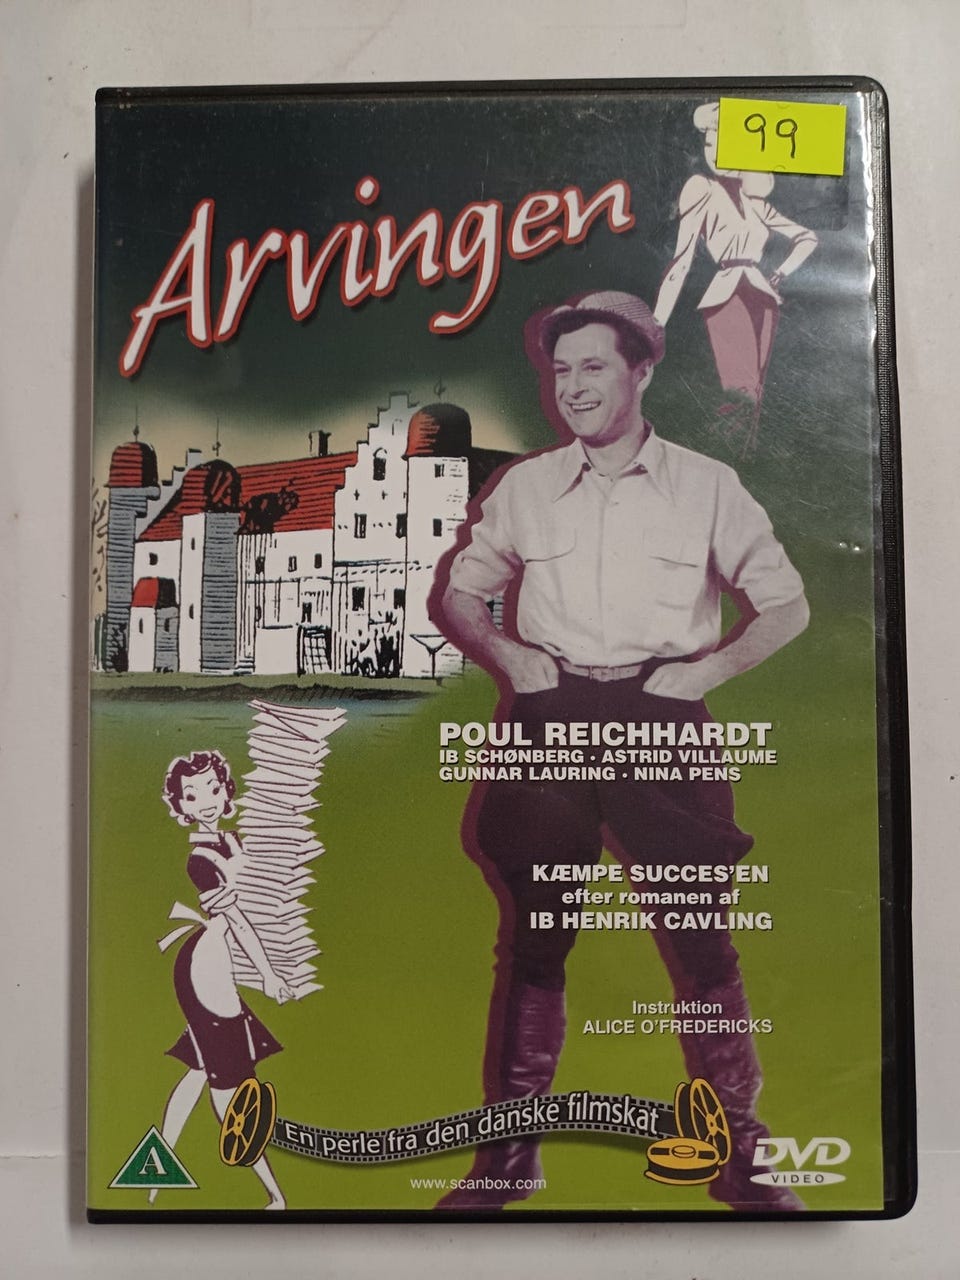 99
Arvingen
POUL REICHHARDT
IB SCHØNBERG · ASTRID VILLAUME
GUNNAR LAURING · NINA PENS
KÆMPE SUCCES'EN
efter romanen af
IB HENRIK CAVLING
Instruktion
ALICE O'FREDERICKS
En perle fra den danske filmskat
A
www.scanbox.com
DVD
VIDEO